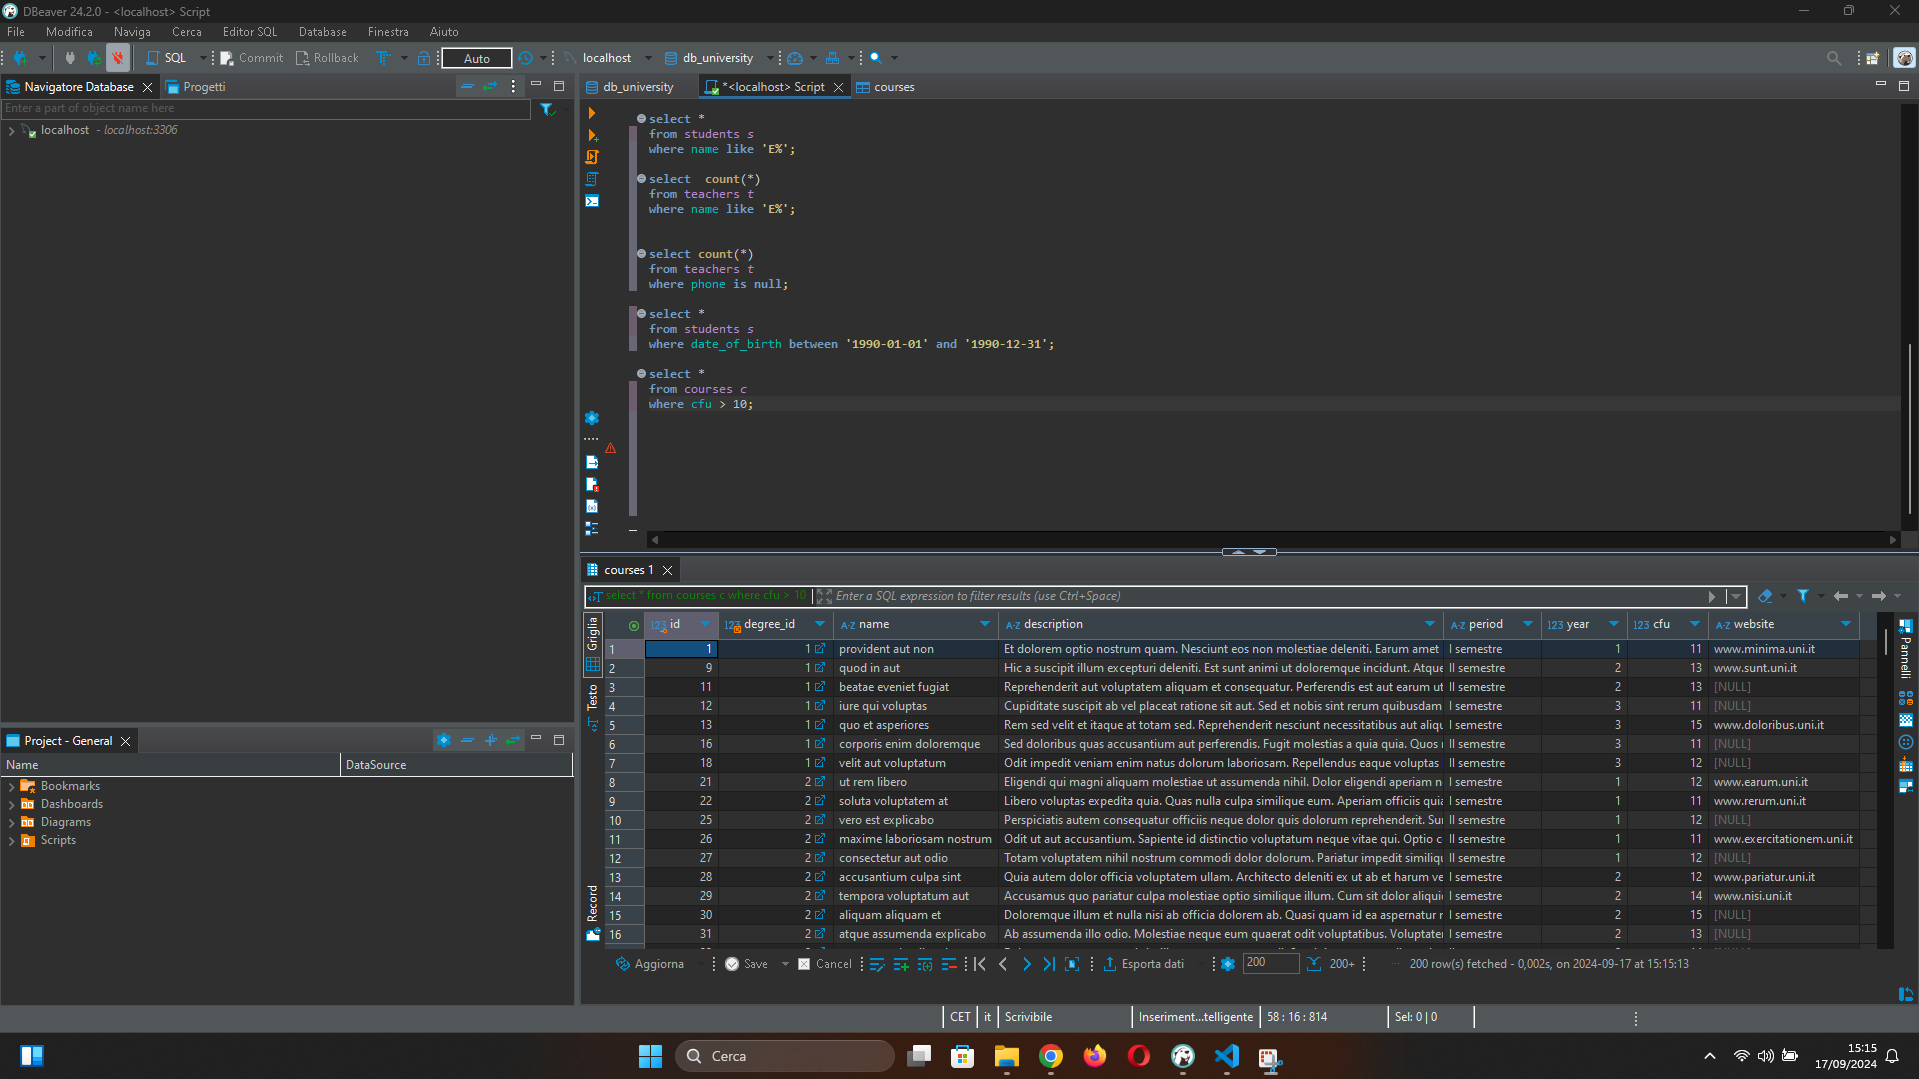 DBeaver 24.2.0 - <localhost> Script
File Modifica Naviga Cerca Editor SQL Database Finestra Aiuto
SQL Commit Rollback Auto localhost db_university
Navigatore Database Progetti
Enter a part of object name here
localhost - localhost:3306
db_university *<localhost> Script courses
select *
from students s
where name like 'E%';
select count(*)
from teachers t
where name like 'E%';
select count(*)
from teachers t
where phone is null;
select *
from students s
where date_of_birth between '1990-01-01' and '1990-12-31';
select *
from courses c
where cfu > 10;
Project - General
Name DataSource
Bookmarks
Dashboards
Diagrams
Scripts
courses 1
select * from courses c where cfu > 10 Enter a SQL expression to filter results (use Ctrl+Space)
Griglia
Testo
Record
Pannelli
123 id 123 degree_id A-Z name A-Z description A-Z period 123 year 123 cfu A-Z website
1 1 1 provident aut non Et dolorem optio nostrum quam. Nesciunt eos non molestiae deleniti. Earum amet I semestre 1 11 www.minima.uni.it
2 9 1 quod in aut Hic a suscipit illum excepturi deleniti. Est sunt animi ut doloremque incidunt. Atque II semestre 2 13 www.sunt.uni.it
3 11 1 beatae eveniet fugiat Reprehenderit aut voluptatem aliquam et consequatur. Perferendis est aut earum ut II semestre 2 13 [NULL]
4 12 1 iure qui voluptas Cupiditate suscipit ab vel placeat ratione sit aut. Sed et nobis sint rerum quibusdam I semestre 3 11 [NULL]
5 13 1 quo et asperiores Rem sed velit et itaque at totam sed. Reprehenderit nesciunt necessitatibus aut aliqu I semestre 3 15 www.doloribus.uni.it
6 16 1 corporis enim doloremque Sed doloribus quas accusantium aut perferendis. Fugit molestias a quia quia. Quos II semestre 3 11 [NULL]
7 18 1 velit aut voluptatum Odit impedit veniam enim natus dolorum laboriosam. Repellendus eaque voluptas II semestre 3 12 [NULL]
8 21 2 ut rem libero Eligendi qui magni aliquam molestiae ut assumenda nihil. Dolor eligendi aperiam n I semestre 1 12 www.earum.uni.it
9 22 2 soluta voluptatem at Libero voluptas expedita quia. Quas nulla culpa similique eum. Aperiam officiis quia I semestre 1 11 www.rerum.uni.it
10 25 2 vero est explicabo Perspiciatis autem consequatur officiis neque dolor quis dolorum reprehenderit. Su I semestre 1 12 [NULL]
11 26 2 maxime laboriosam nostrum Odit ut aut accusantium. Sapiente id distinctio voluptatum neque vitae qui. Optio c II semestre 1 11 www.exercitationem.uni.it
12 27 2 consectetur aut odio Totam voluptatem nihil nostrum commodi dolor dolorum. Pariatur impedit similiqu II semestre 1 12 [NULL]
13 28 2 accusantium culpa sint Quia autem dolor officia voluptatem ullam. Architecto deleniti ex ut ab et harum ve I semestre 2 12 www.pariatur.uni.it
14 29 2 tempora voluptatum aut Accusamus quo pariatur culpa molestiae optio similique illum. Cum sit dolor aliqui I semestre 2 14 www.nisi.uni.it
15 30 2 aliquam aliquam et Doloremque illum et nulla nisi ab officia dolorem ab. Quasi quam id ea aspernatur I semestre 2 15 [NULL]
16 31 2 atque assumenda explicabo Ab assumenda illo odio. Molestiae neque eum quaerat odit voluptatibus. Voluptate I semestre 2 13 [NULL]
Aggiorna Save Cancel Esporta dati 200 200+ 200 row(s) fetched - 0,002s, on 2024-09-17 at 15:15:13
CET it Scrivibile Inseriment...telligente 58 : 16 : 814 Sel: 0 | 0
Cerca
15:15
17/09/2024